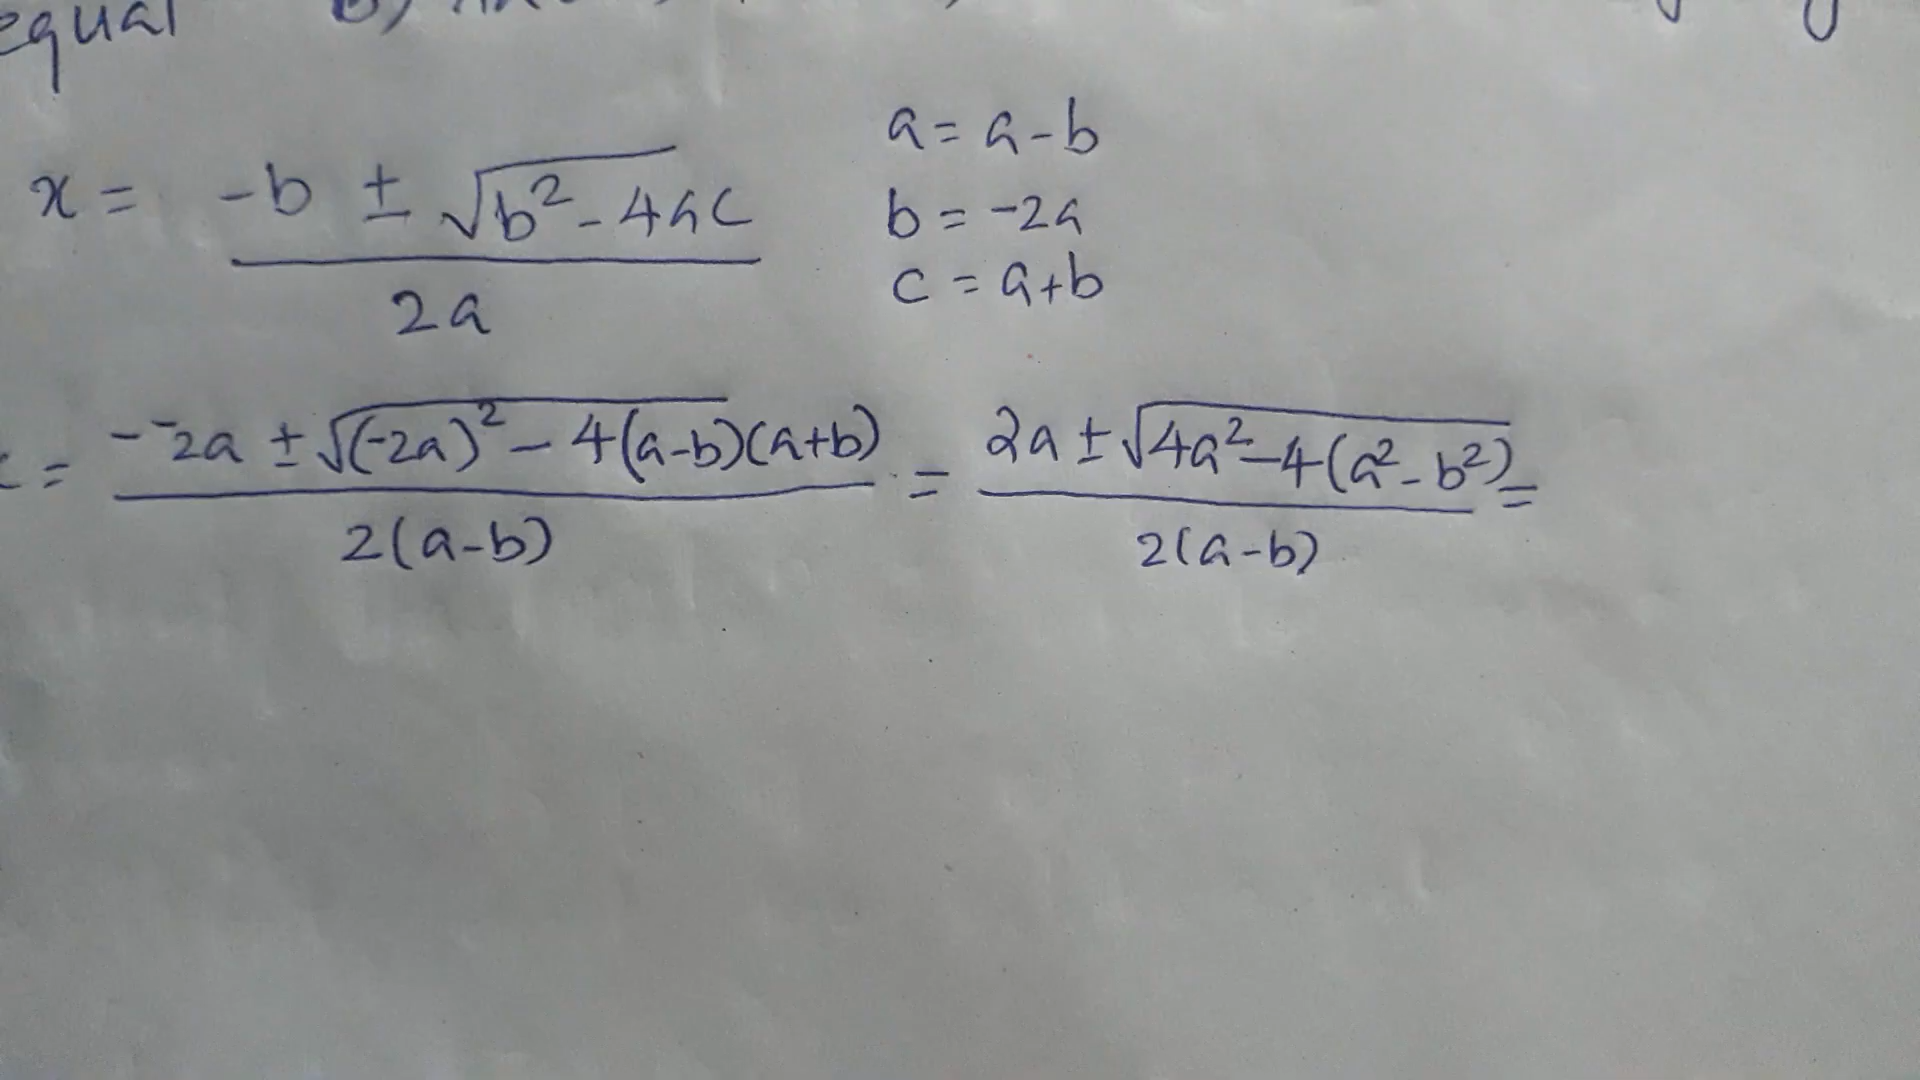 equal B)
x = -b ± √b² - 4ac / 2a
a = a - b
b = -2a
c = a + b
= - -2a ± √(-2a)² - 4(a-b)(a+b) / 2(a-b) = 2a ± √4a² - 4(a² - b²) / 2(a-b) =